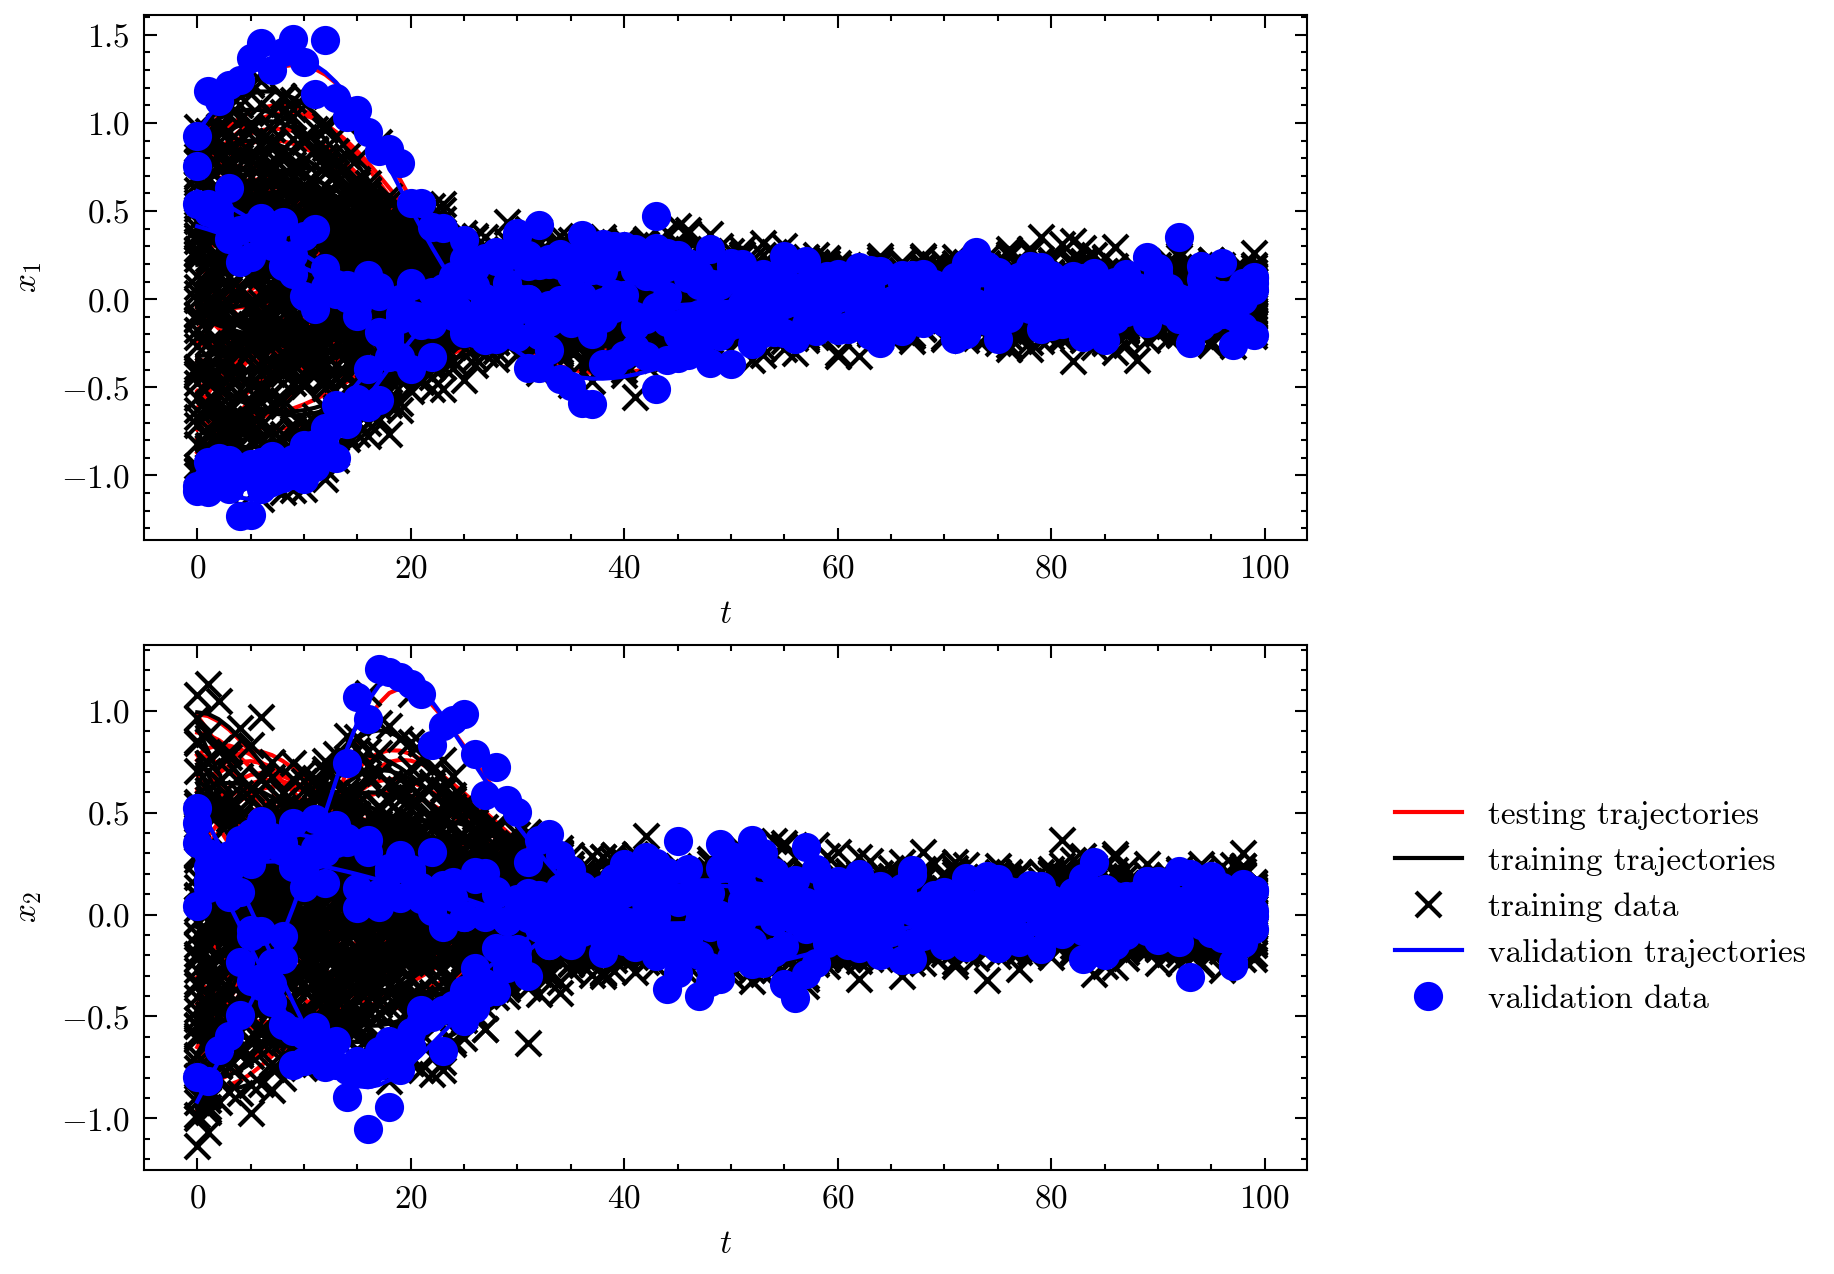 1.5
1.0
0.5
0.0
−0.5
−1.0
x1
0 20 40 60 80 100
t
1.0
0.5
0.0
−0.5
−1.0
x2
0 20 40 60 80 100
t
testing trajectories
training trajectories
training data
validation trajectories
validation data